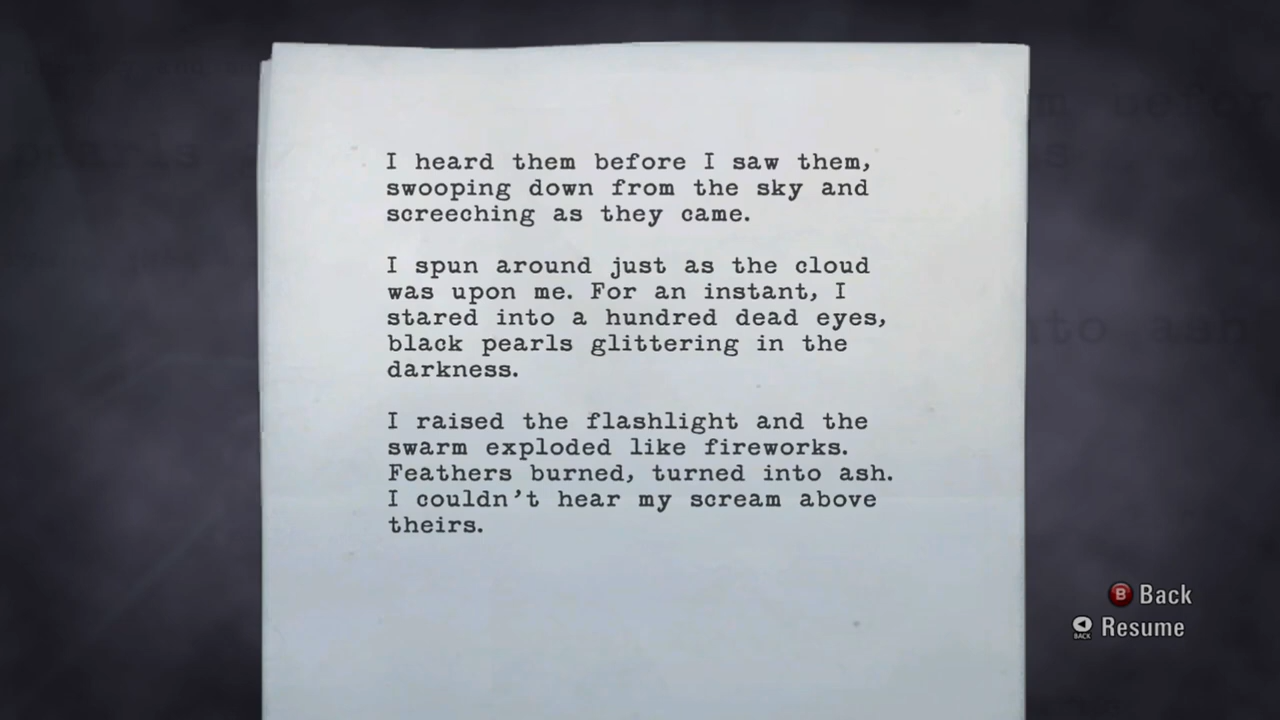 I heard them before I saw them,
swooping down from the sky and
screeching as they came.
I spun around just as the cloud
was upon me. For an instant, I
stared into a hundred dead eyes,
black pearls glittering in the
darkness.
I raised the flashlight and the
swarm exploded like fireworks.
Feathers burned, turned into ash.
I couldn't hear my scream above
theirs.
B Back
BACK Resume